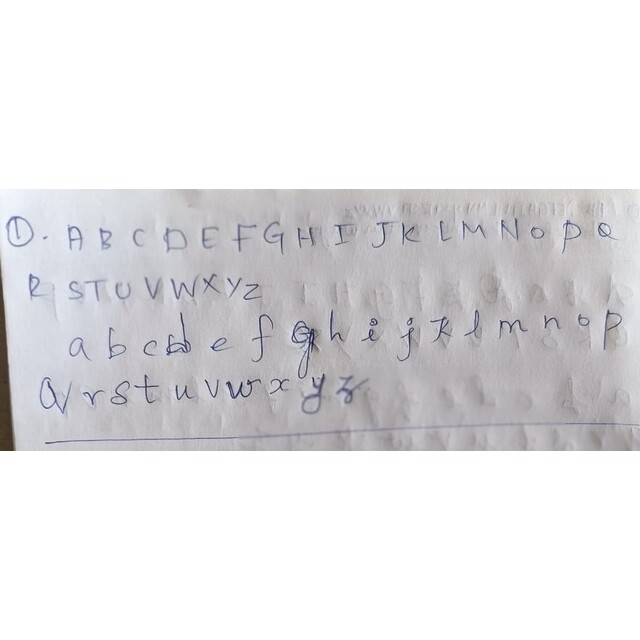 ①. A B C D E F G H I J K L M N O P Q
R S T U V W X Y Z
a b c d e f g h i j k l m n o p
q r s t u v w x y z